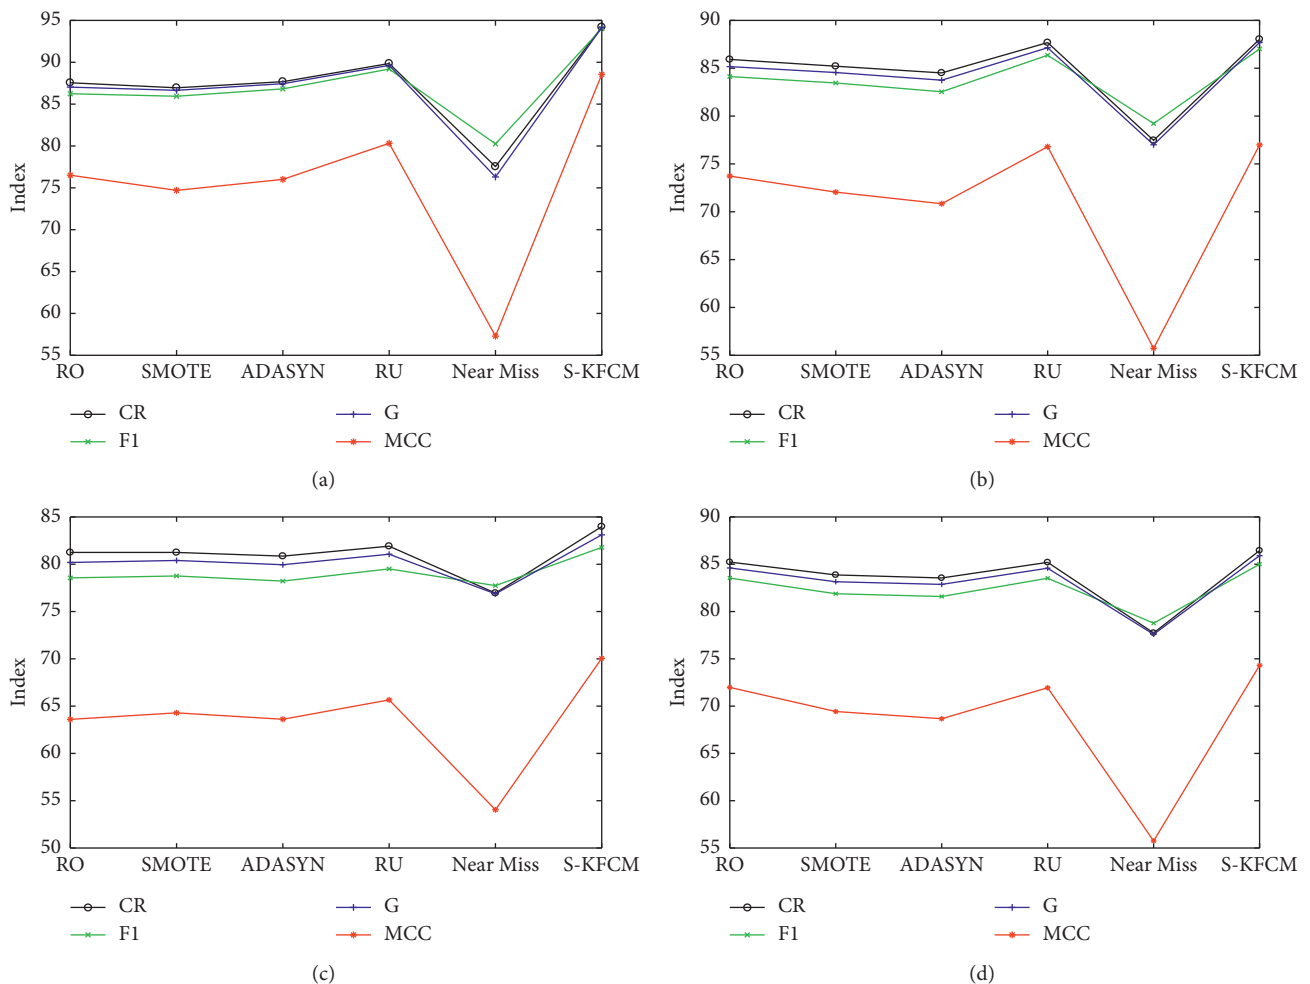 95
90
85
80
75
70
65
60
55
Index
RO SMOTE ADASYN RU Near Miss S-KFCM
CR G
F1 MCC
(a)
90
85
80
75
70
65
60
55
Index
RO SMOTE ADASYN RU Near Miss S-KFCM
CR G
F1 MCC
(b)
85
80
75
70
65
60
55
50
Index
RO SMOTE ADASYN RU Near Miss S-KFCM
CR G
F1 MCC
(c)
90
85
80
75
70
65
60
55
Index
RO SMOTE ADASYN RU Near Miss S-KFCM
CR G
F1 MCC
(d)